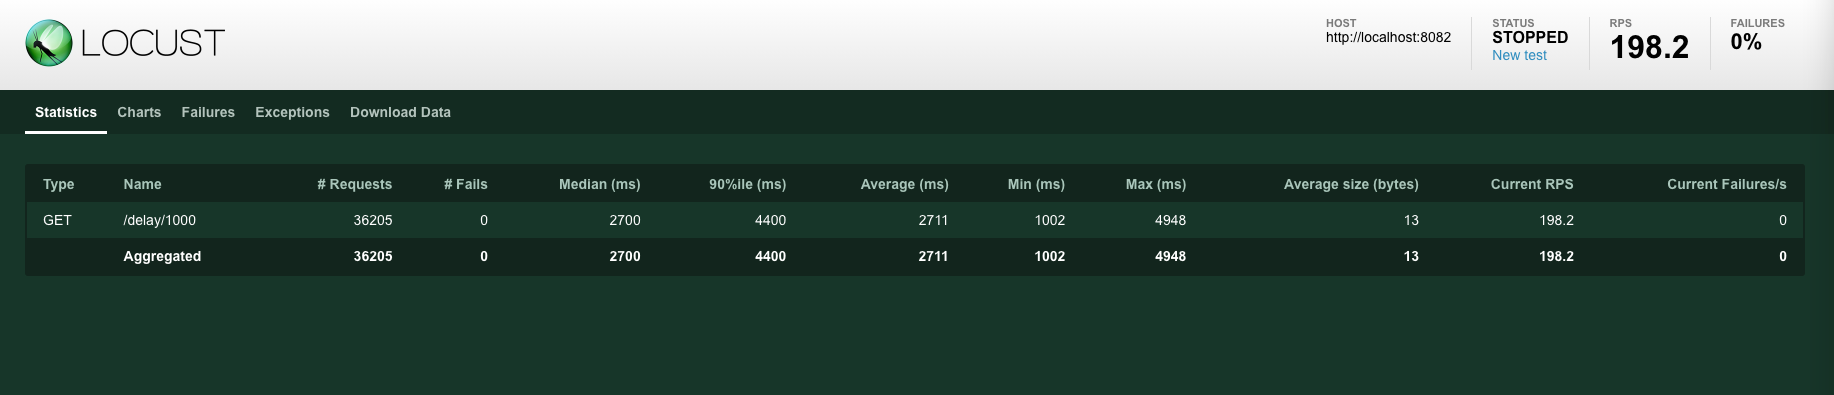 LOCUST
HOST
http://localhost:8082
STATUS
STOPPED
New test
RPS
198.2
FAILURES
0%
Statistics Charts Failures Exceptions Download Data
Type Name # Requests # Fails Median (ms) 90%ile (ms) Average (ms) Min (ms) Max (ms) Average size (bytes) Current RPS Current Failures/s
GET /delay/1000 36205 0 2700 4400 2711 1002 4948 13 198.2 0
Aggregated 36205 0 2700 4400 2711 1002 4948 13 198.2 0